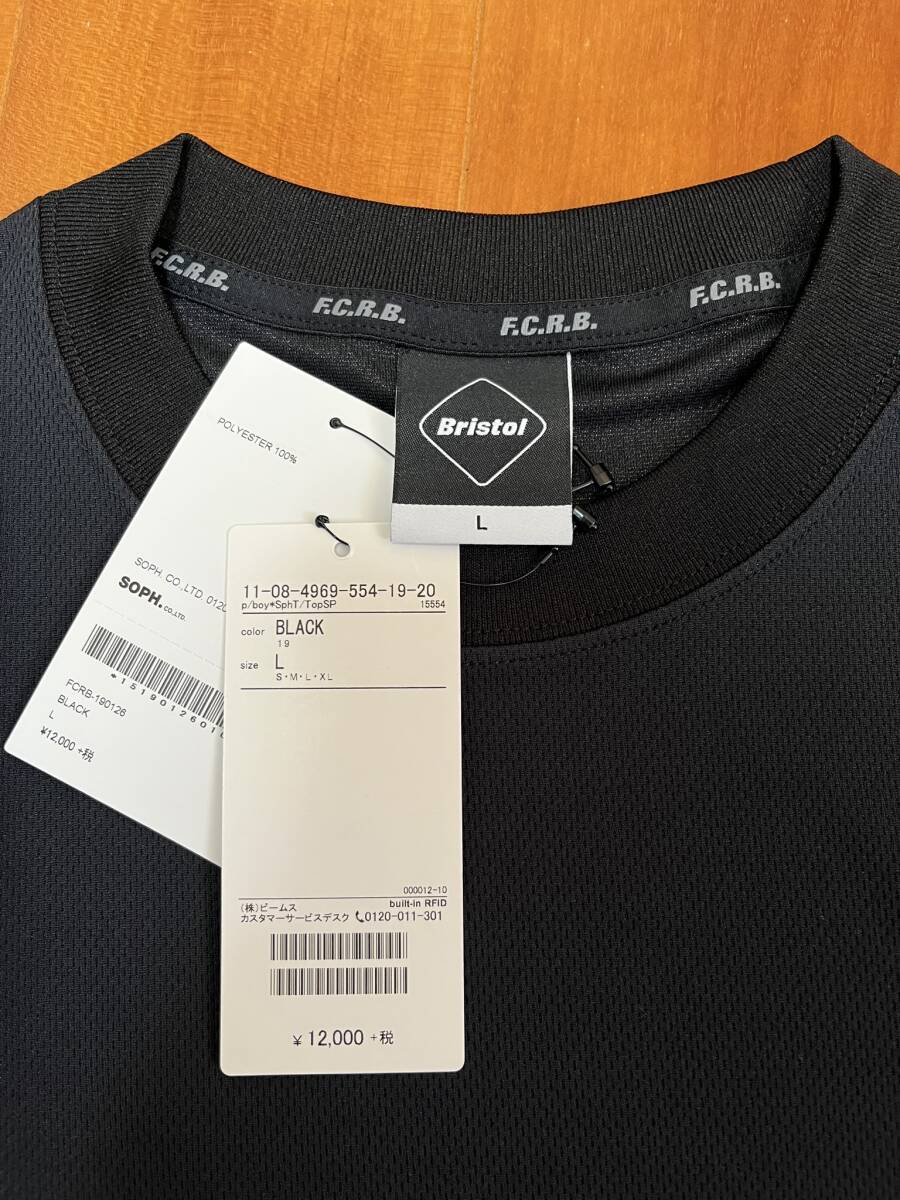 F.C.R.B.
F.C.R.B.
F.C.R.B.
F.C.R.B.
Bristol
L
POLYESTER 100%
SOPH. CO.,LTD. 0120
SOPH. CO.,LTD.
FCRB-190126
BLACK
L
¥12,000 +税
11-08-4969-554-19-20
p/boy*SphT/TopSP 15554
color BLACK
19
size L
S・M・L・XL
000012-10
(株)ビームス built-in RFID
カスタマーサービスデスク 0120-011-301
¥ 12,000 +税